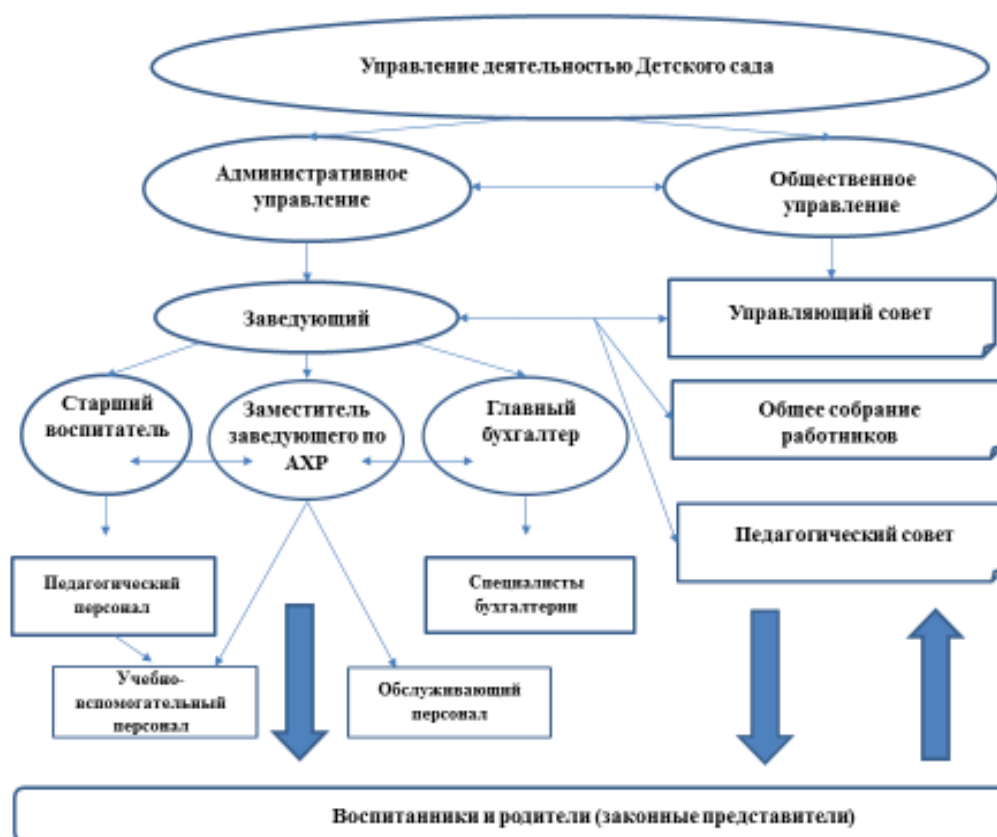 Управление деятельностью Детского сада
Административное
управление
Общественное
управление
Заведующий
Управляющий совет
Старший
воспитатель
Заместитель
заведующего по
АХР
Главный
бухгалтер
Общее собрание
работников
Педагогический совет
Педагогический
персонал
Специалисты
бухгалтерии
Учебно-
вспомогательный
персонал
Обслуживающий
персонал
Воспитанники и родители (законные представители)